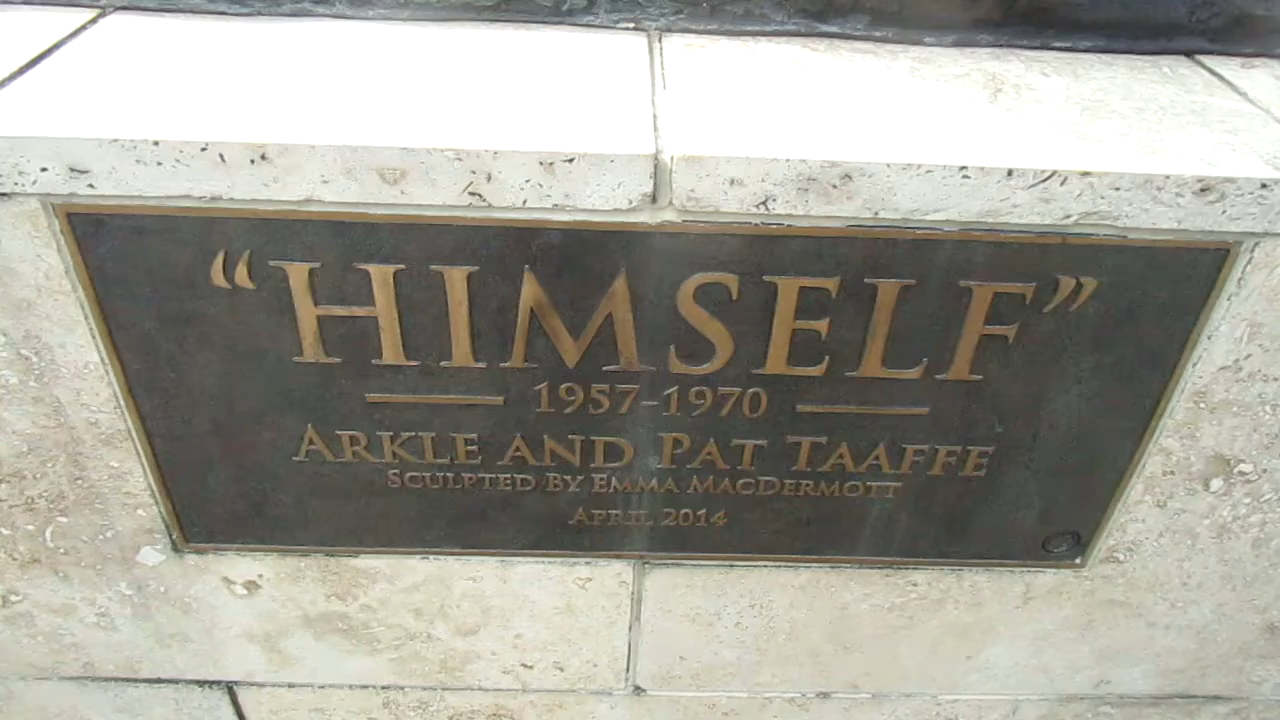 “HIMSELF”
1957-1970
ARKLE AND PAT TAAFFE
SCULPTED BY EMMA MACDERMOTT
APRIL 2014